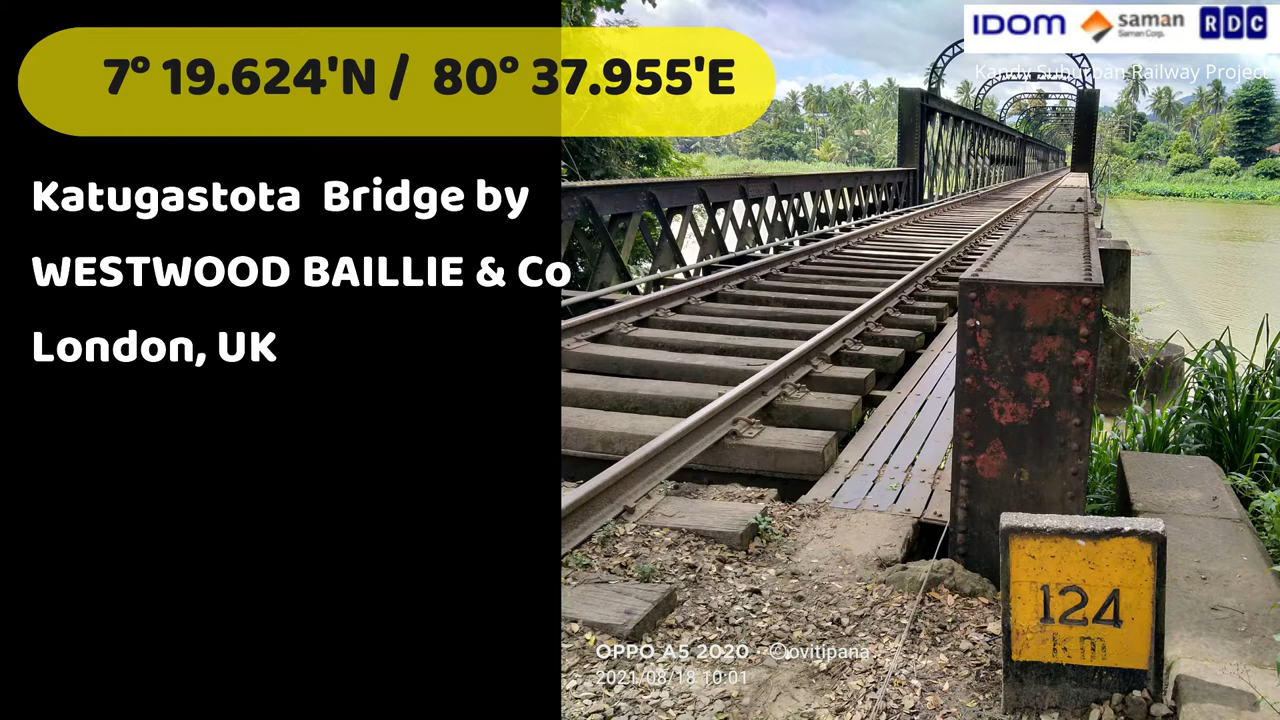 7° 19.624'N /  80° 37.955'E
Katugastota  Bridge by
WESTWOOD BAILLIE & Co
London, UK
IDOM saman Saman Corp. RDC
Kandy Suburban Railway Project
124
km
OPPO A5 2020 · ©ovitipana
2021/08/18 10:01